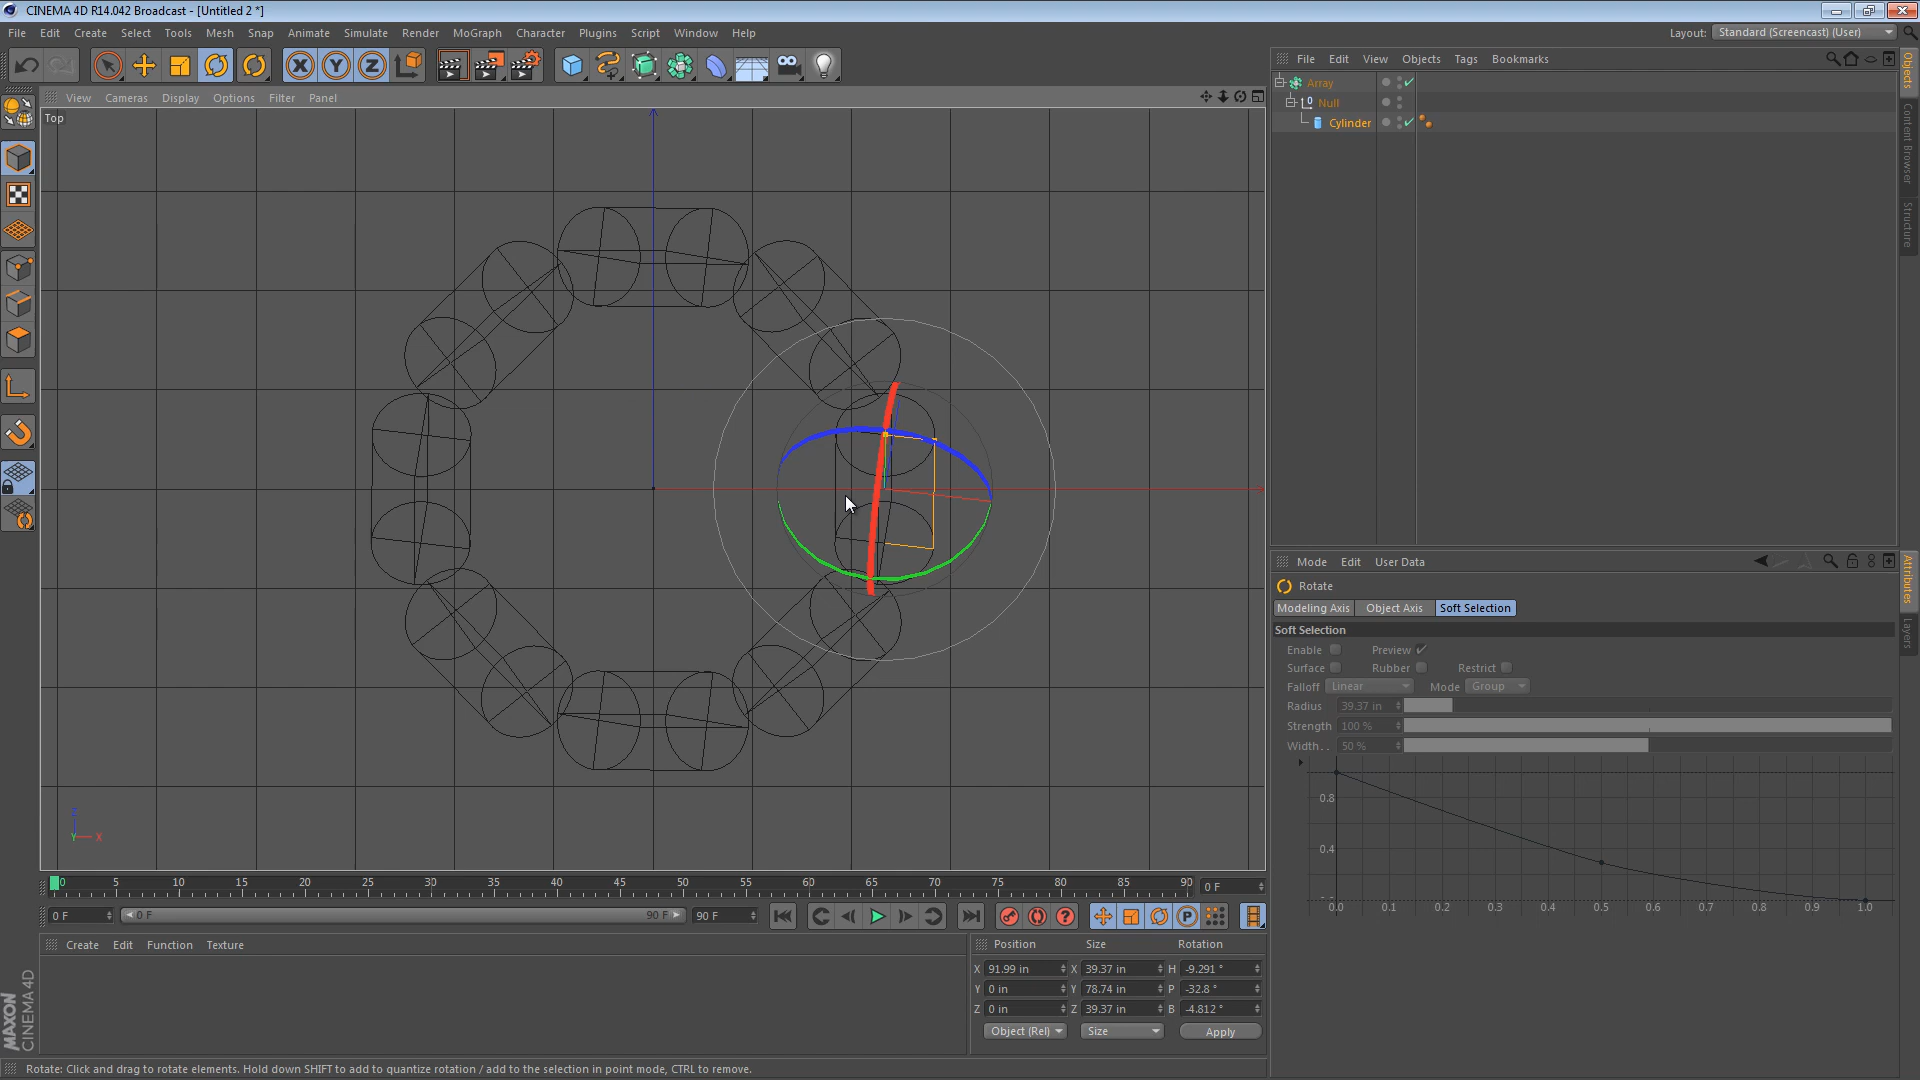 CINEMA 4D R14.042 Broadcast - [Untitled 2 *]
File Edit Create Select Tools Mesh Snap Animate Simulate Render MoGraph Character Plugins Script Window Help
Layout: Standard (Screencast) (User)
File Edit View Objects Tags Bookmarks
Array
Null
Cylinder
Objects
Content Browser
Structure
View Cameras Display Options Filter Panel
Top
Z
Y X
Mode Edit User Data
Rotate
Modeling Axis Object Axis Soft Selection
Soft Selection
Enable Preview
Surface Rubber Restrict
Falloff Linear Mode Group
Radius 39.37 in
Strength 100 %
Width.. 50 %
0.8
0.4
0.0 0.1 0.2 0.3 0.4 0.5 0.6 0.7 0.8 0.9 1.0
Attributes
Layers
0 5 10 15 20 25 30 35 40 45 50 55 60 65 70 75 80 85 90 0 F
0 F 0 F 90 F 90 F
Create Edit Function Texture
Position Size Rotation
X 91.99 in X 39.37 in H -9.291 °
Y 0 in Y 78.74 in P -32.8 °
Z 0 in Z 39.37 in B -4.812 °
Object (Rel) Size Apply
MAXON
CINEMA 4D
Rotate: Click and drag to rotate elements. Hold down SHIFT to add to quantize rotation / add to the selection in point mode, CTRL to remove.